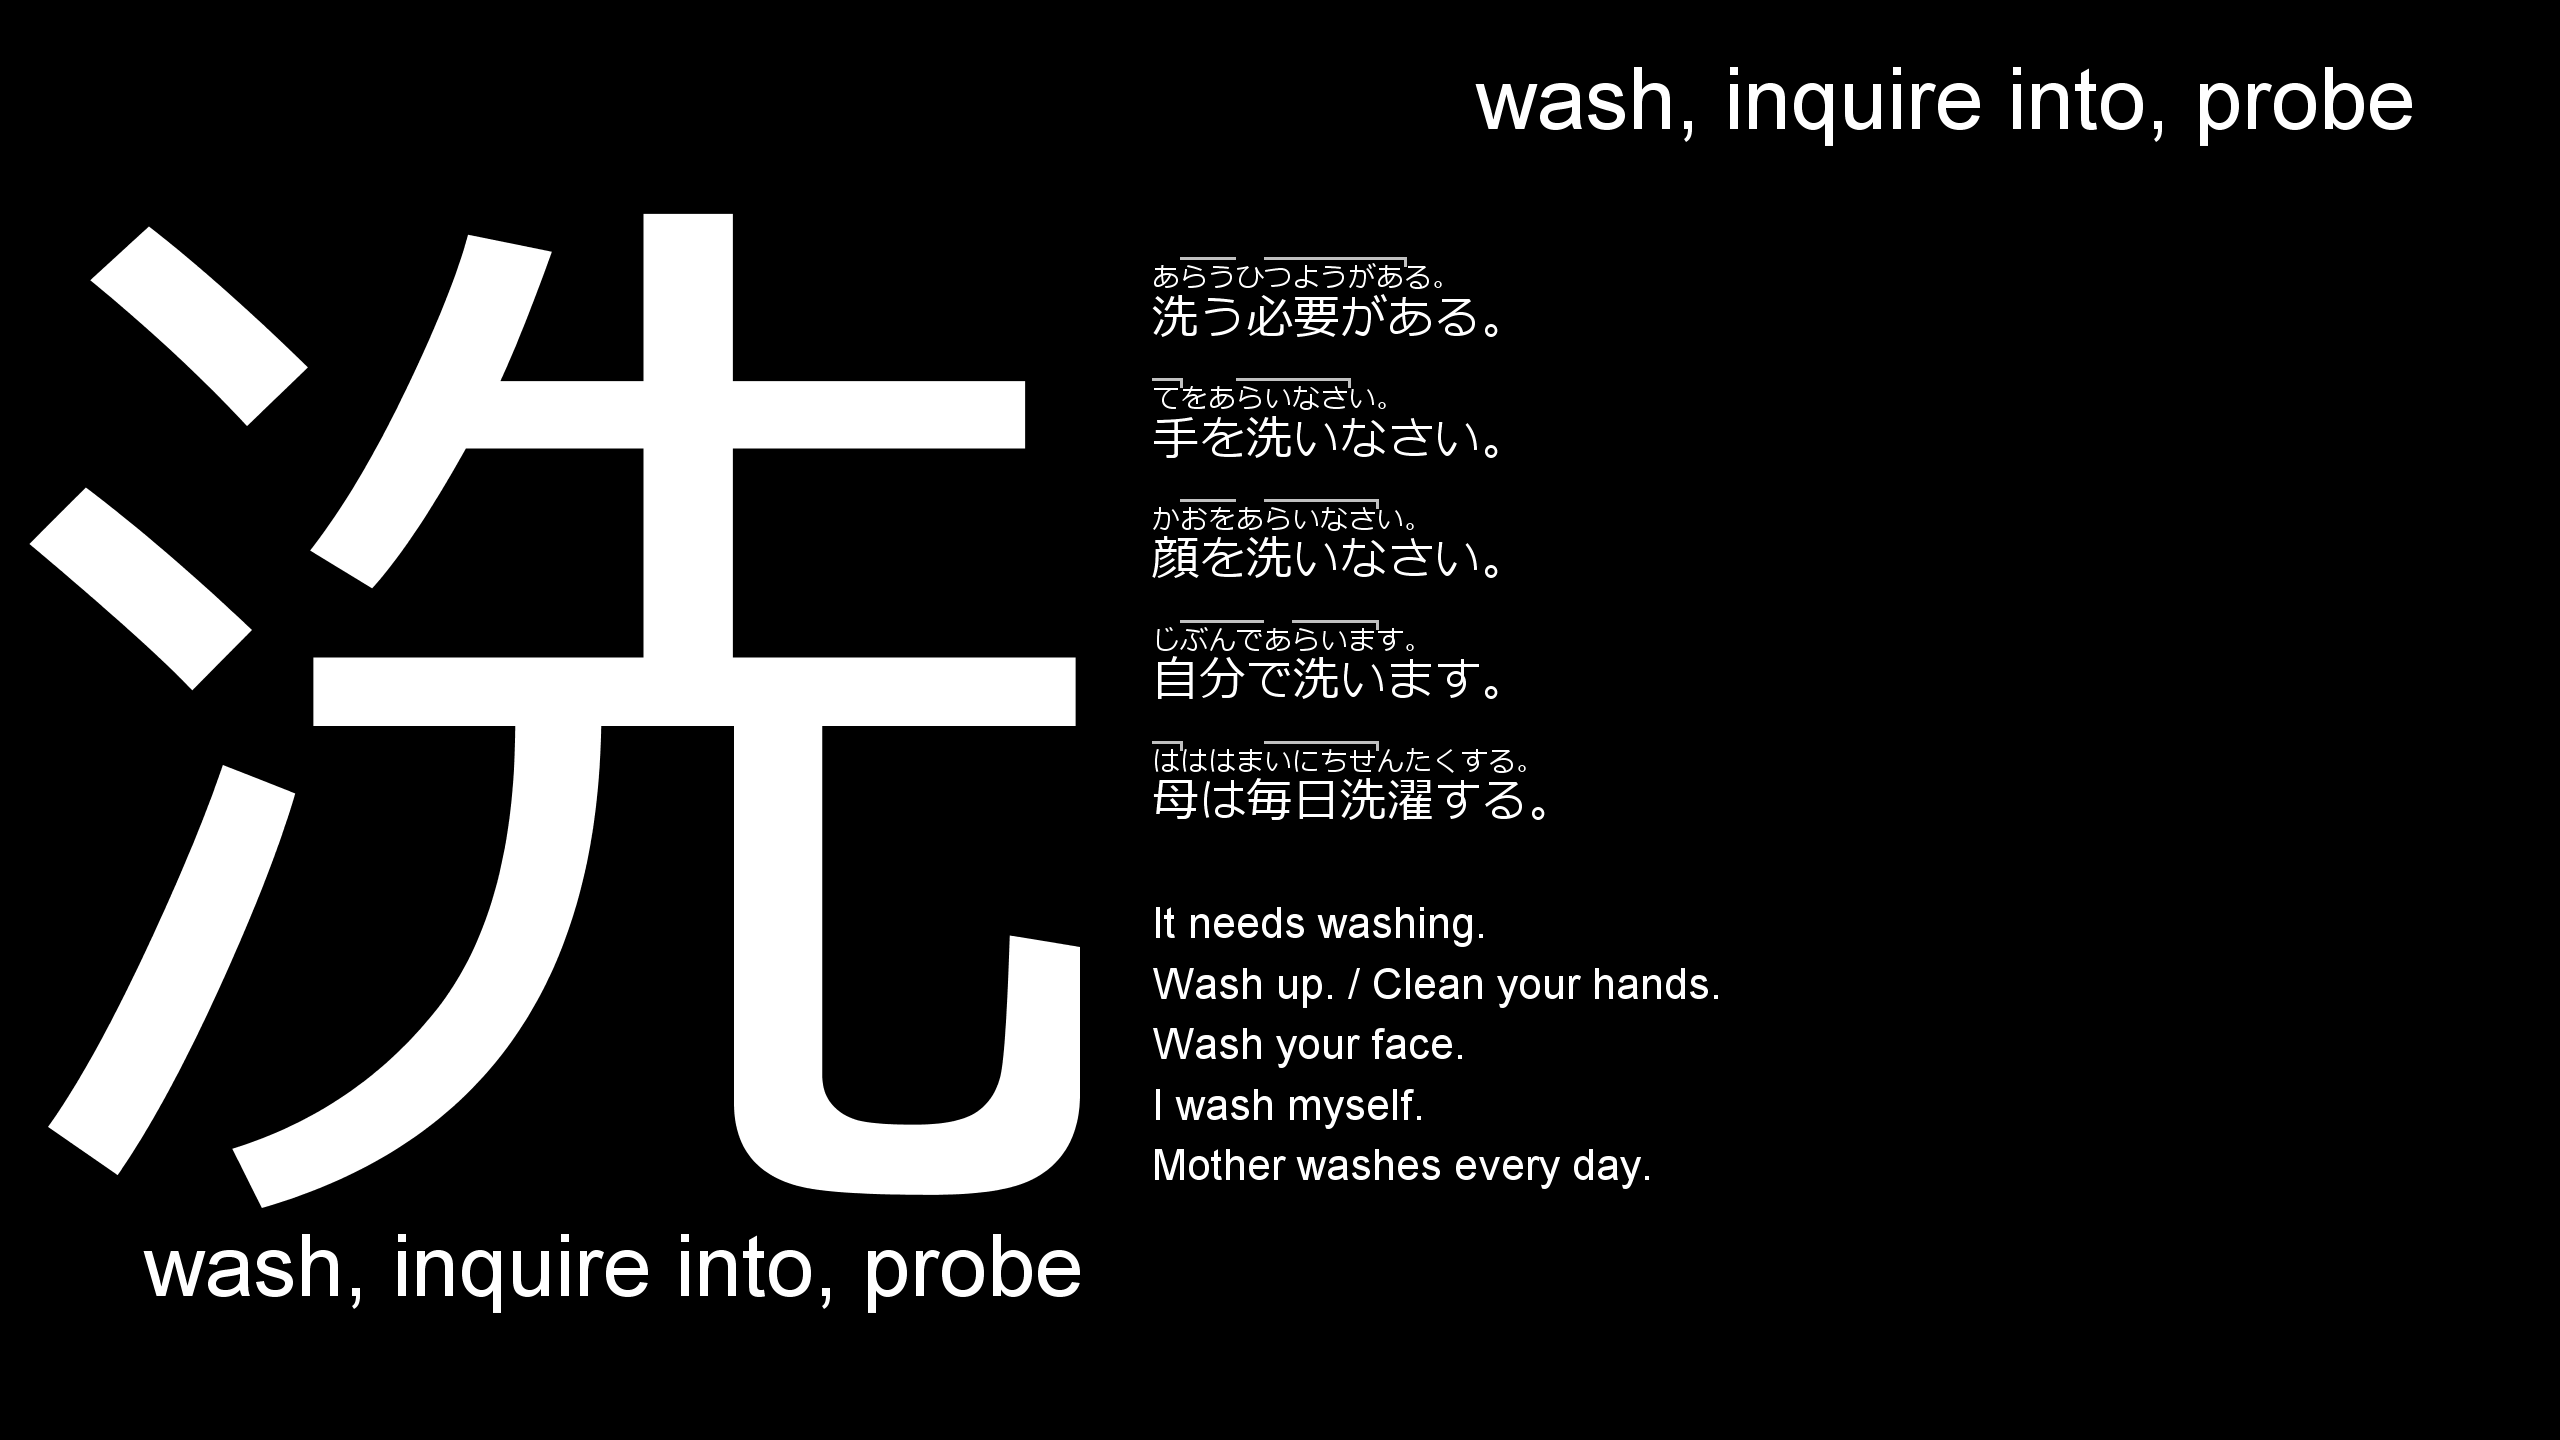 wash, inquire into, probe
洗
あらうひつようがある。
洗う必要がある。
てをあらいなさい。
手を洗いなさい。
かおをあらいなさい。
顔を洗いなさい。
じぶんであらいます。
自分で洗います。
はははまいにちせんたくする。
母は毎日洗濯する。
It needs washing.
Wash up. / Clean your hands.
Wash your face.
I wash myself.
Mother washes every day.
wash, inquire into, probe